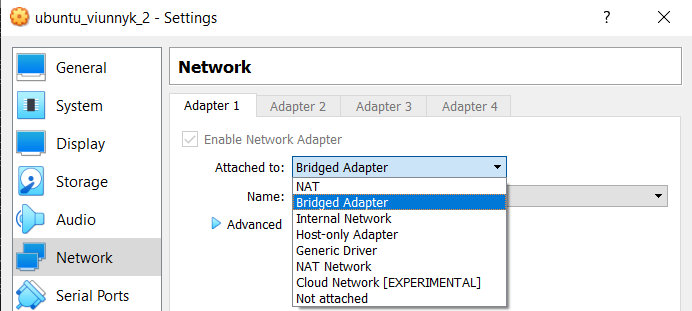 ubuntu_viunnyk_2 - Settings ? ×
General
System
Display
Storage
Audio
Network
Serial Ports
Network
Adapter 1 Adapter 2 Adapter 3 Adapter 4
Enable Network Adapter
Attached to: Bridged Adapter
Name:
Advanced
NAT
Bridged Adapter
Internal Network
Host-only Adapter
Generic Driver
NAT Network
Cloud Network [EXPERIMENTAL]
Not attached